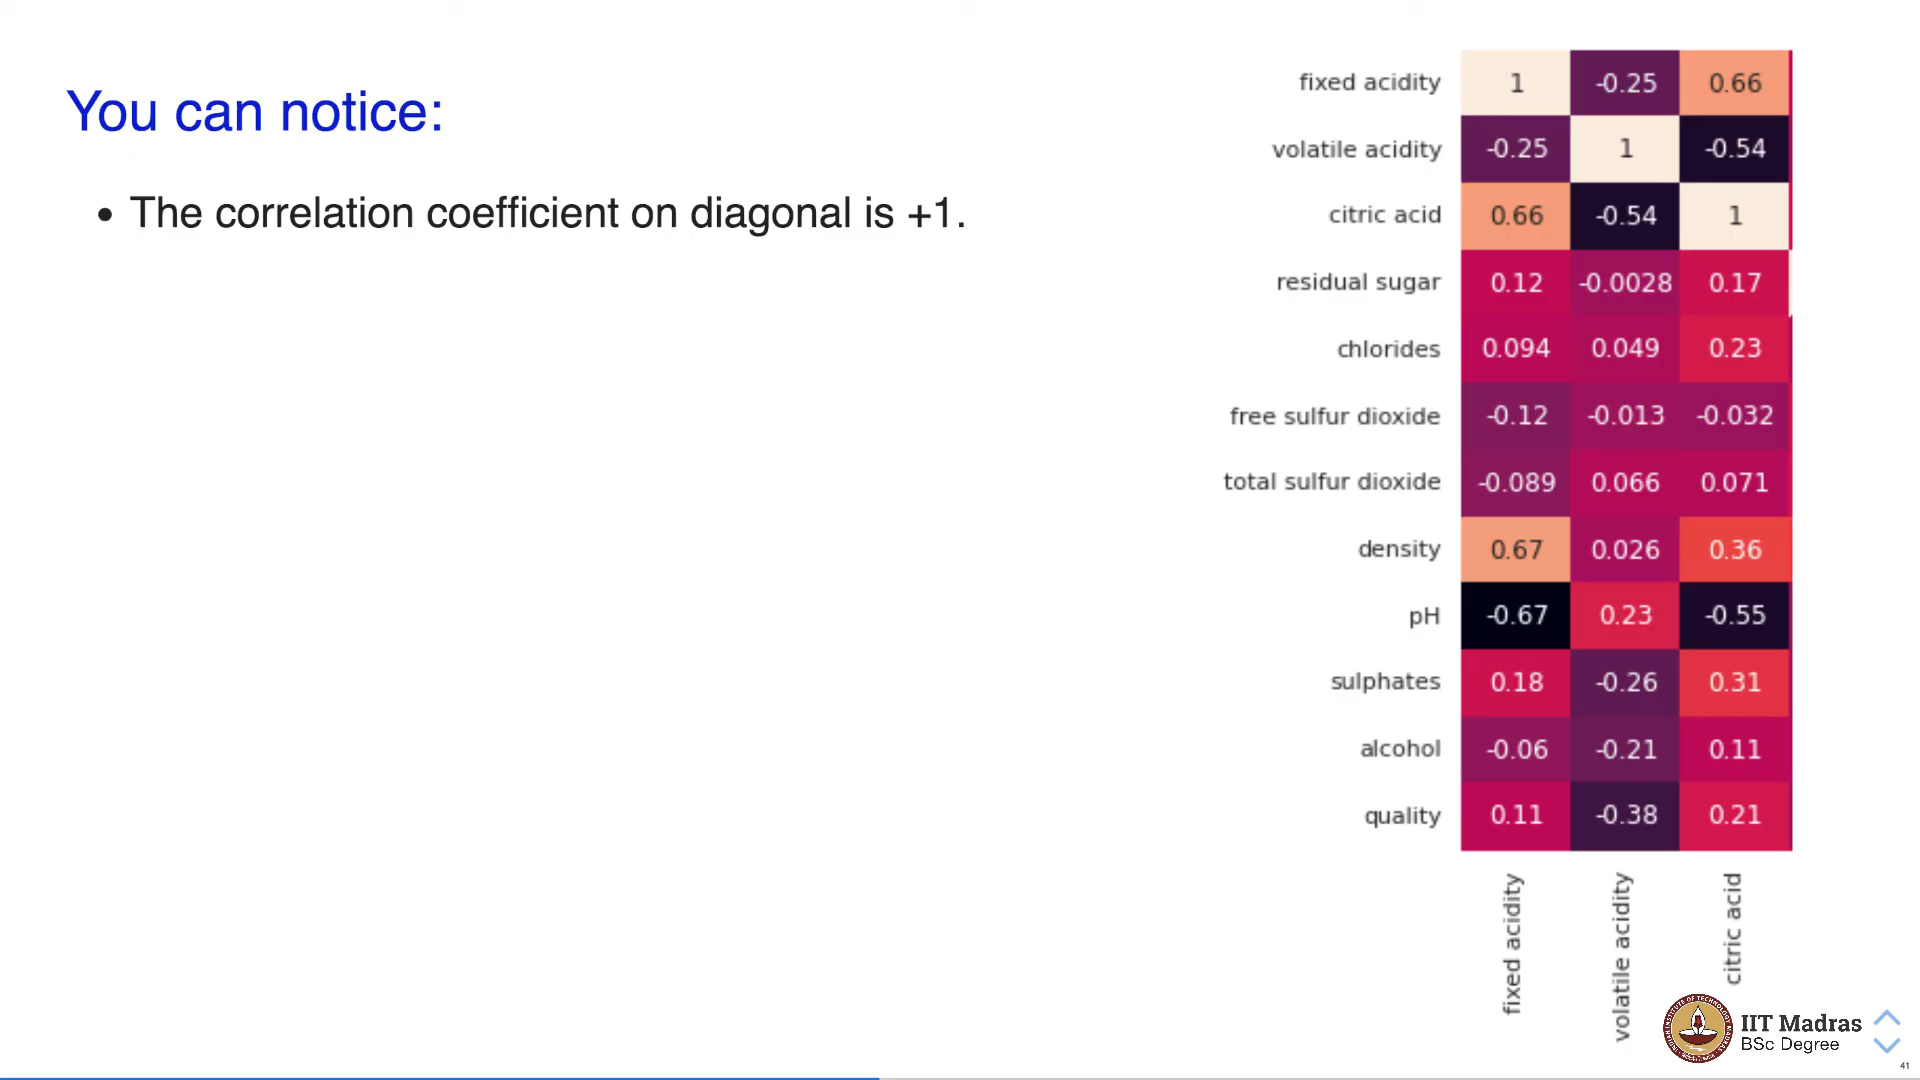 You can notice:
• The correlation coefficient on diagonal is +1.
fixed acidity 1 -0.25 0.66
volatile acidity -0.25 1 -0.54
citric acid 0.66 -0.54 1
residual sugar 0.12 -0.0028 0.17
chlorides 0.094 0.049 0.23
free sulfur dioxide -0.12 -0.013 -0.032
total sulfur dioxide -0.089 0.066 0.071
density 0.67 0.026 0.36
pH -0.67 0.23 -0.55
sulphates 0.18 -0.26 0.31
alcohol -0.06 -0.21 0.11
quality 0.11 -0.38 0.21
fixed acidity
volatile acidity
citric acid
IIT Madras
BSc Degree
41